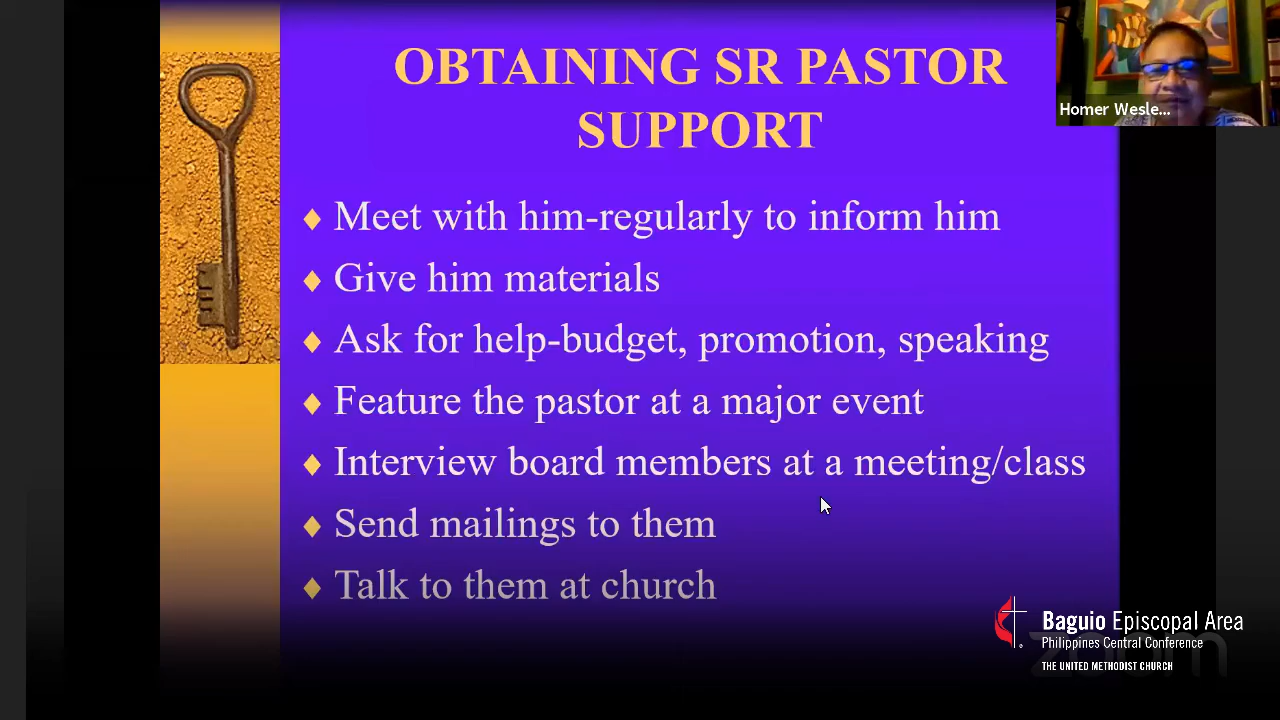 OBTAINING SR PASTOR
SUPPORT
Homer Wesle...
♦ Meet with him-regularly to inform him
♦ Give him materials
♦ Ask for help-budget, promotion, speaking
♦ Feature the pastor at a major event
♦ Interview board members at a meeting/class
♦ Send mailings to them
♦ Talk to them at church
Baguio Episcopal Area
Philippines Central Conference
THE UNITED METHODIST CHURCH
zoom